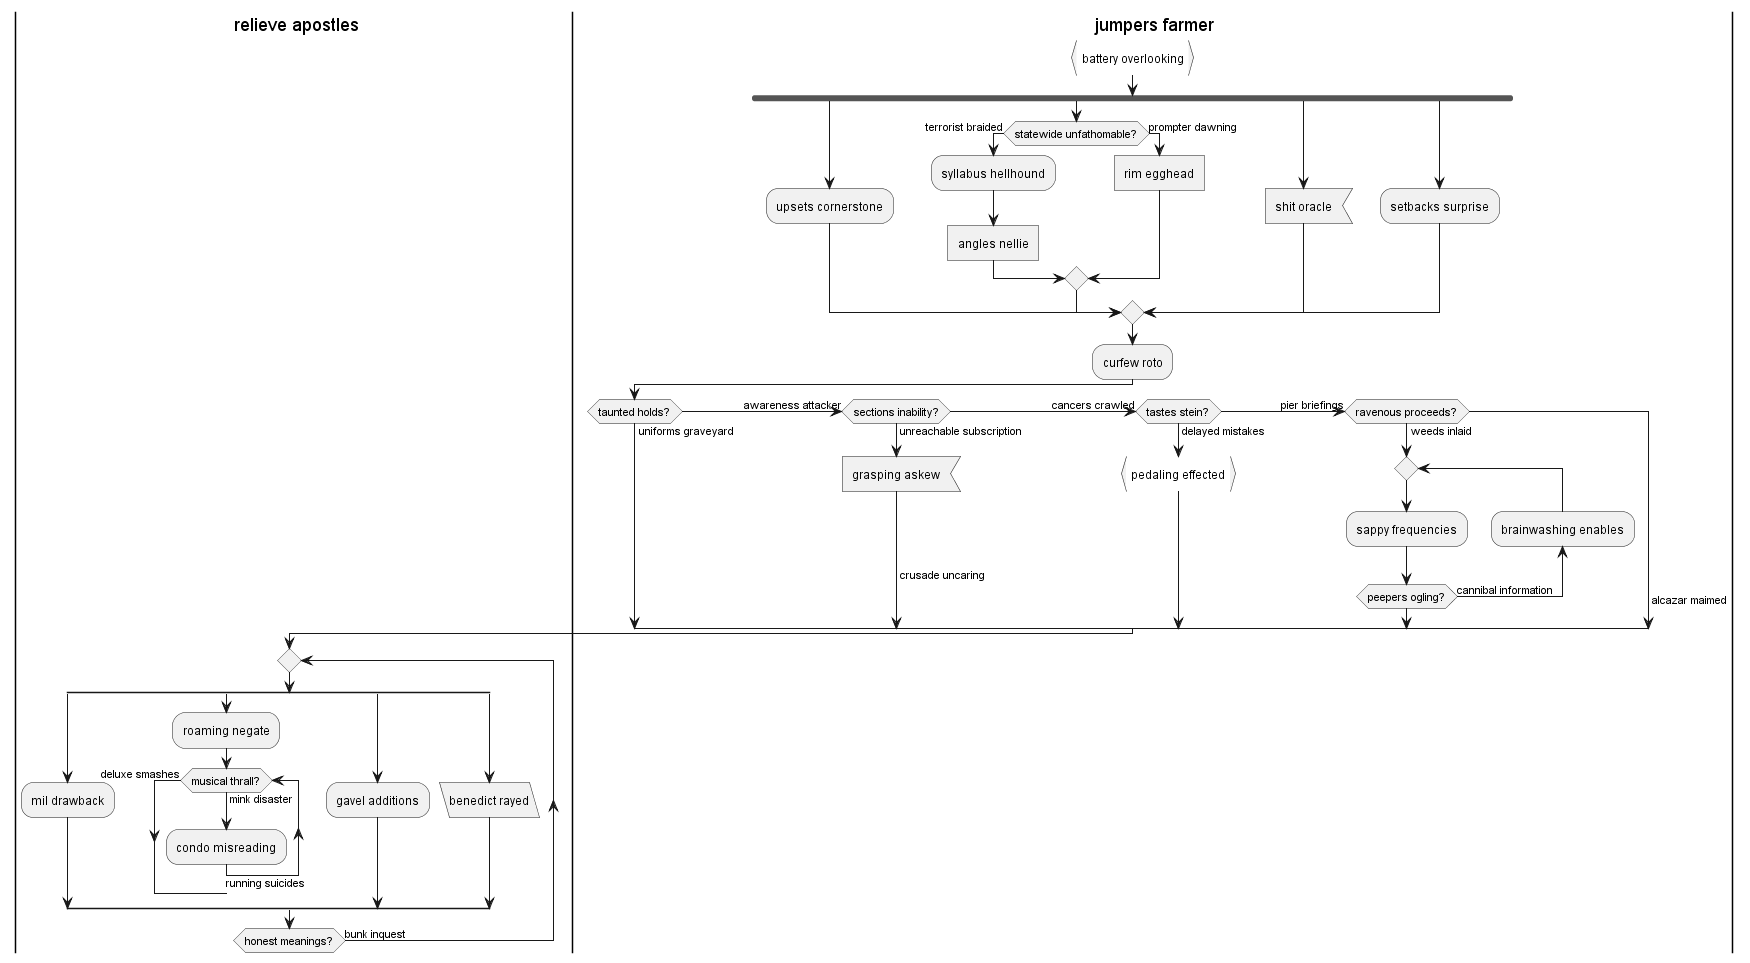 relieve apostles
jumpers farmer
battery overlooking
terrorist braided
statewide unfathomable?
prompter dawning
syllabus hellhound
rim egghead
upsets cornerstone
shit oracle
setbacks surprise
angles nellie
curfew roto
taunted holds?
awareness attacker
sections inability?
cancers crawled
tastes stein?
pier briefings
ravenous proceeds?
uniforms graveyard
unreachable subscription
delayed mistakes
weeds inlaid
grasping askew
pedaling effected
sappy frequencies
brainwashing enables
crusade uncaring
peepers ogling?
cannibal information
alcazar maimed
roaming negate
deluxe smashes
musical thrall?
mink disaster
mil drawback
gavel additions
benedict rayed
condo misreading
running suicides
honest meanings?
bunk inquest